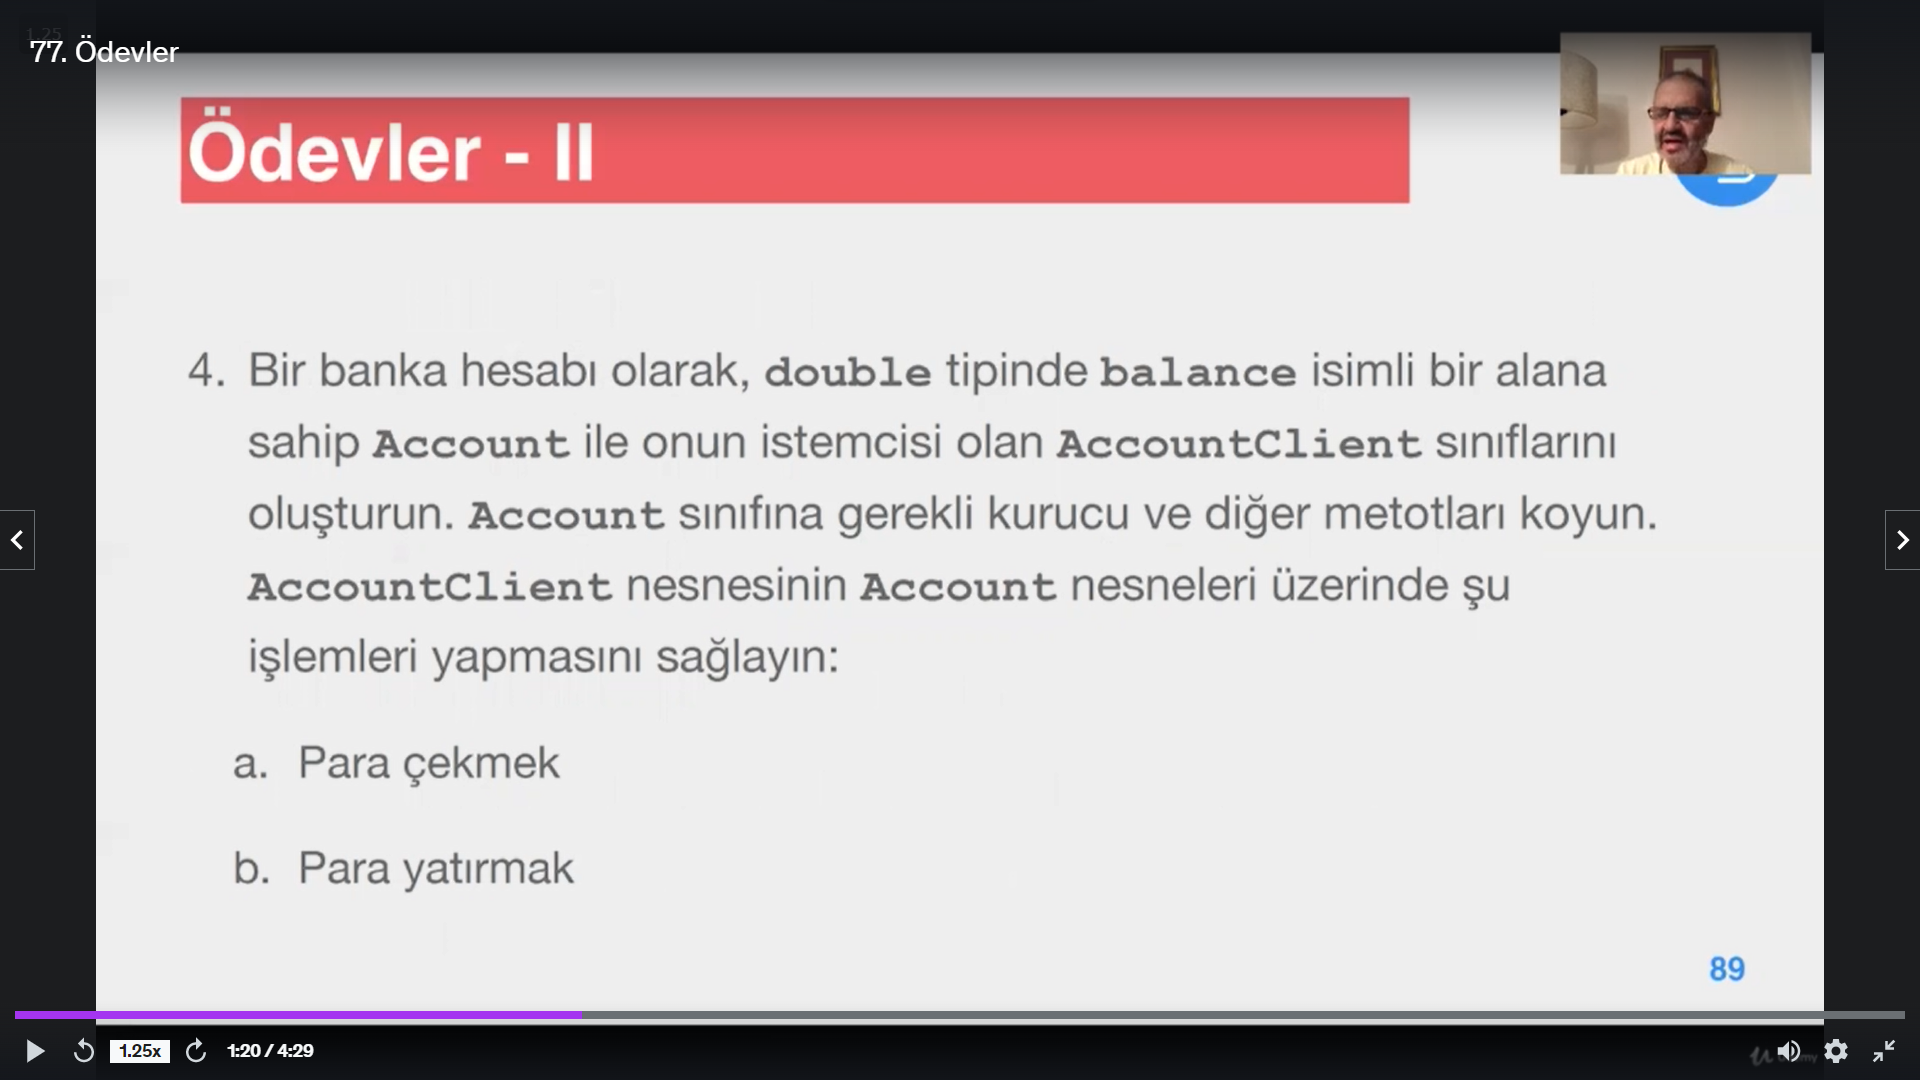 1.25
77. Ödevler
Ödevler - II
4. Bir banka hesabı olarak, double tipinde balance isimli bir alana
sahip Account ile onun istemcisi olan AccountClient sınıflarını
oluşturun. Account sınıfına gerekli kurucu ve diğer metotları koyun.
AccountClient nesnesinin Account nesneleri üzerinde şu
işlemleri yapmasını sağlayın:
a. Para çekmek
b. Para yatırmak
89
1.25x
1:20 / 4:29